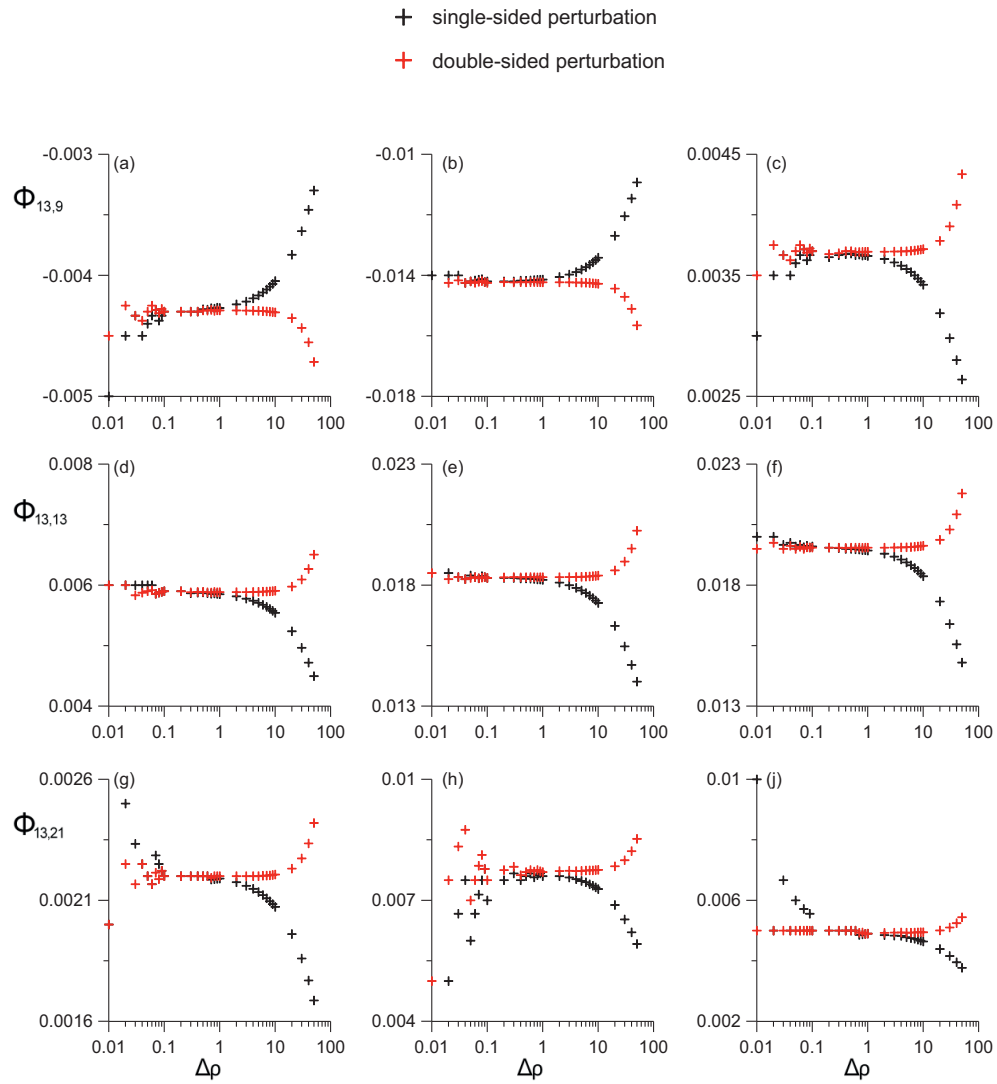 single-sided perturbation
double-sided perturbation
-0.003 (a) -0.01 (b) 0.0045 (c)
Φ13,9
-0.004 -0.014 0.0035
-0.005 -0.018 0.0025
0.01 0.1 1 10 100 0.01 0.1 1 10 100 0.01 0.1 1 10 100
0.008 (d) 0.023 (e) 0.023 (f)
Φ13,13
0.006 0.018 0.018
0.004 0.013 0.013
0.01 0.1 1 10 100 0.01 0.1 1 10 100 0.01 0.1 1 10 100
0.0026 (g) 0.01 (h) 0.01 (j)
Φ13,21
0.0021 0.007 0.006
0.0016 0.004 0.002
0.01 0.1 1 10 100 0.01 0.1 1 10 100 0.01 0.1 1 10 100
Δρ Δρ Δρ